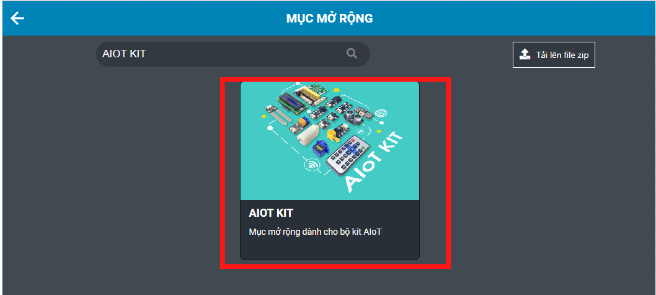 MỤC MỞ RỘNG
AIOT KIT
Tải lên file zip
AIoT KIT
AIOT KIT
Mục mở rộng dành cho bộ kit AIoT